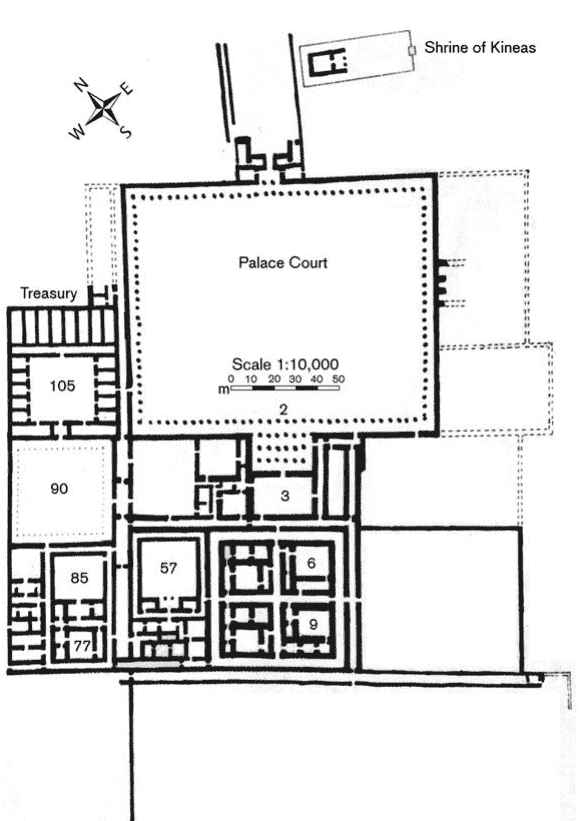 Shrine of Kineas
N
E
W
S
Palace Court
Treasury
Scale 1:10,000
0 10 20 30 40 50
m
105
2
90
3
57
6
85
9
77